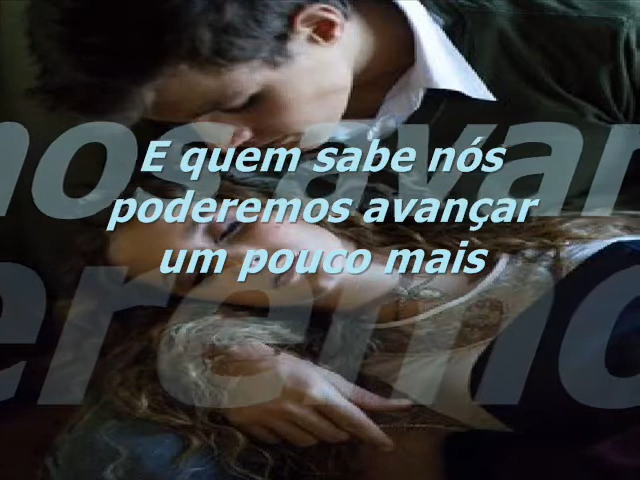 E quem sabe nós
poderemos avançar
um pouco mais